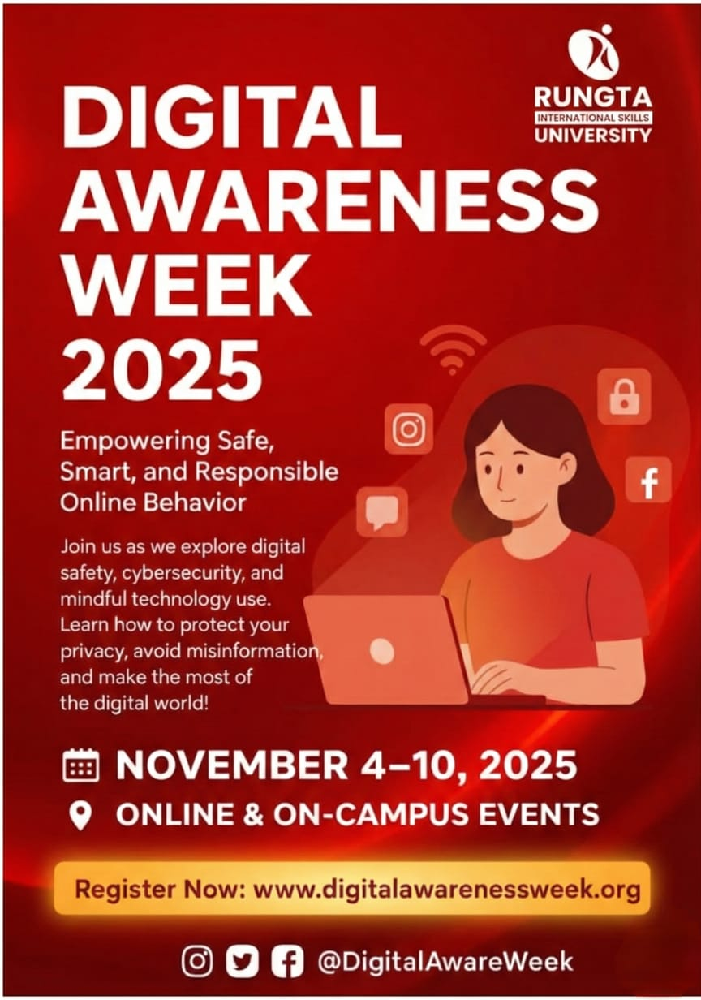 RUNGTA
INTERNATIONAL SKILLS
UNIVERSITY
DIGITAL
AWARENESS
WEEK
2025
Empowering Safe,
Smart, and Responsible
Online Behavior
Join us as we explore digital
safety, cybersecurity, and
mindful technology use.
Learn how to protect your
privacy, avoid misinformation,
and make the most of
the digital world!
NOVEMBER 4–10, 2025
ONLINE & ON-CAMPUS EVENTS
Register Now: www.digitalawarenessweek.org
@DigitalAwareWeek